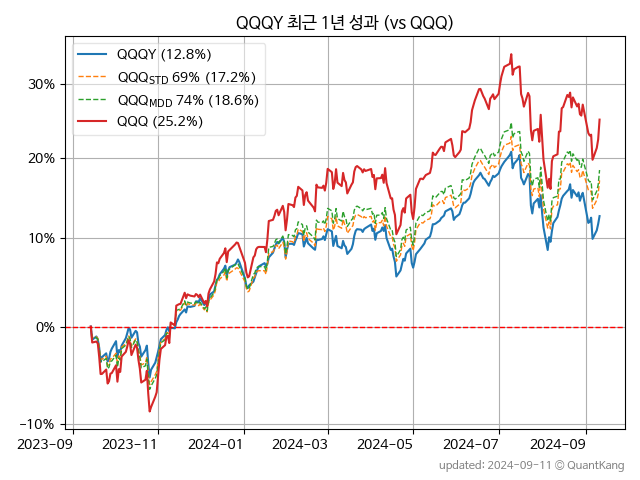 QQQY 최근 1년 성과 (vs QQQ)
QQQY (12.8%)
QQQSTD 69% (17.2%)
QQQMDD 74% (18.6%)
QQQ (25.2%)
30%
20%
10%
0%
−10%
2023-09 2023-11 2024-01 2024-03 2024-05 2024-07 2024-09
updated: 2024-09-11 © QuantKang